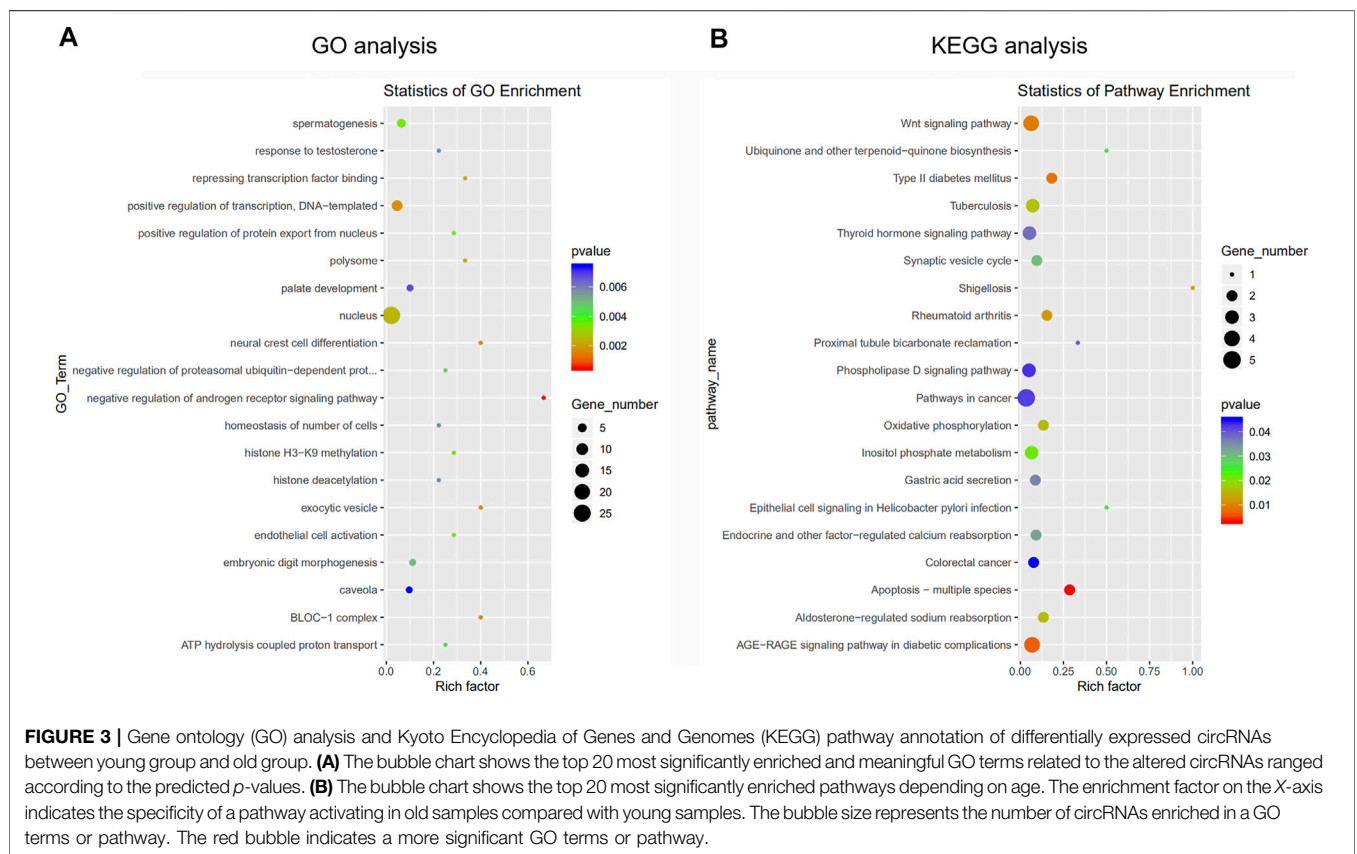 A
GO analysis
Statistics of GO Enrichment
GO_Term
spermatogenesis
response to testosterone
repressing transcription factor binding
positive regulation of transcription, DNA-templated
positive regulation of protein export from nucleus
polysome
palate development
nucleus
neural crest cell differentiation
negative regulation of proteasomal ubiquitin-dependent prot...
negative regulation of androgen receptor signaling pathway
homeostasis of number of cells
histone H3-K9 methylation
histone deacetylation
exocytic vesicle
endothelial cell activation
embryonic digit morphogenesis
caveola
BLOC-1 complex
ATP hydrolysis coupled proton transport
0.0 0.2 0.4 0.6
Rich factor
pvalue
0.006
0.004
0.002
Gene_number
5
10
15
20
25
B
KEGG analysis
Statistics of Pathway Enrichment
pathway_name
Wnt signaling pathway
Ubiquinone and other terpenoid-quinone biosynthesis
Type II diabetes mellitus
Tuberculosis
Thyroid hormone signaling pathway
Synaptic vesicle cycle
Shigellosis
Rheumatoid arthritis
Proximal tubule bicarbonate reclamation
Phospholipase D signaling pathway
Pathways in cancer
Oxidative phosphorylation
Inositol phosphate metabolism
Gastric acid secretion
Epithelial cell signaling in Helicobacter pylori infection
Endocrine and other factor-regulated calcium reabsorption
Colorectal cancer
Apoptosis - multiple species
Aldosterone-regulated sodium reabsorption
AGE-RAGE signaling pathway in diabetic complications
0.00 0.25 0.50 0.75 1.00
Rich factor
Gene_number
1
2
3
4
5
pvalue
0.04
0.03
0.02
0.01
FIGURE 3 | Gene ontology (GO) analysis and Kyoto Encyclopedia of Genes and Genomes (KEGG) pathway annotation of differentially expressed circRNAs
between young group and old group. (A) The bubble chart shows the top 20 most significantly enriched and meaningful GO terms related to the altered circRNAs ranged
according to the predicted p-values. (B) The bubble chart shows the top 20 most significantly enriched pathways depending on age. The enrichment factor on the X-axis
indicates the specificity of a pathway activating in old samples compared with young samples. The bubble size represents the number of circRNAs enriched in a GO
terms or pathway. The red bubble indicates a more significant GO terms or pathway.